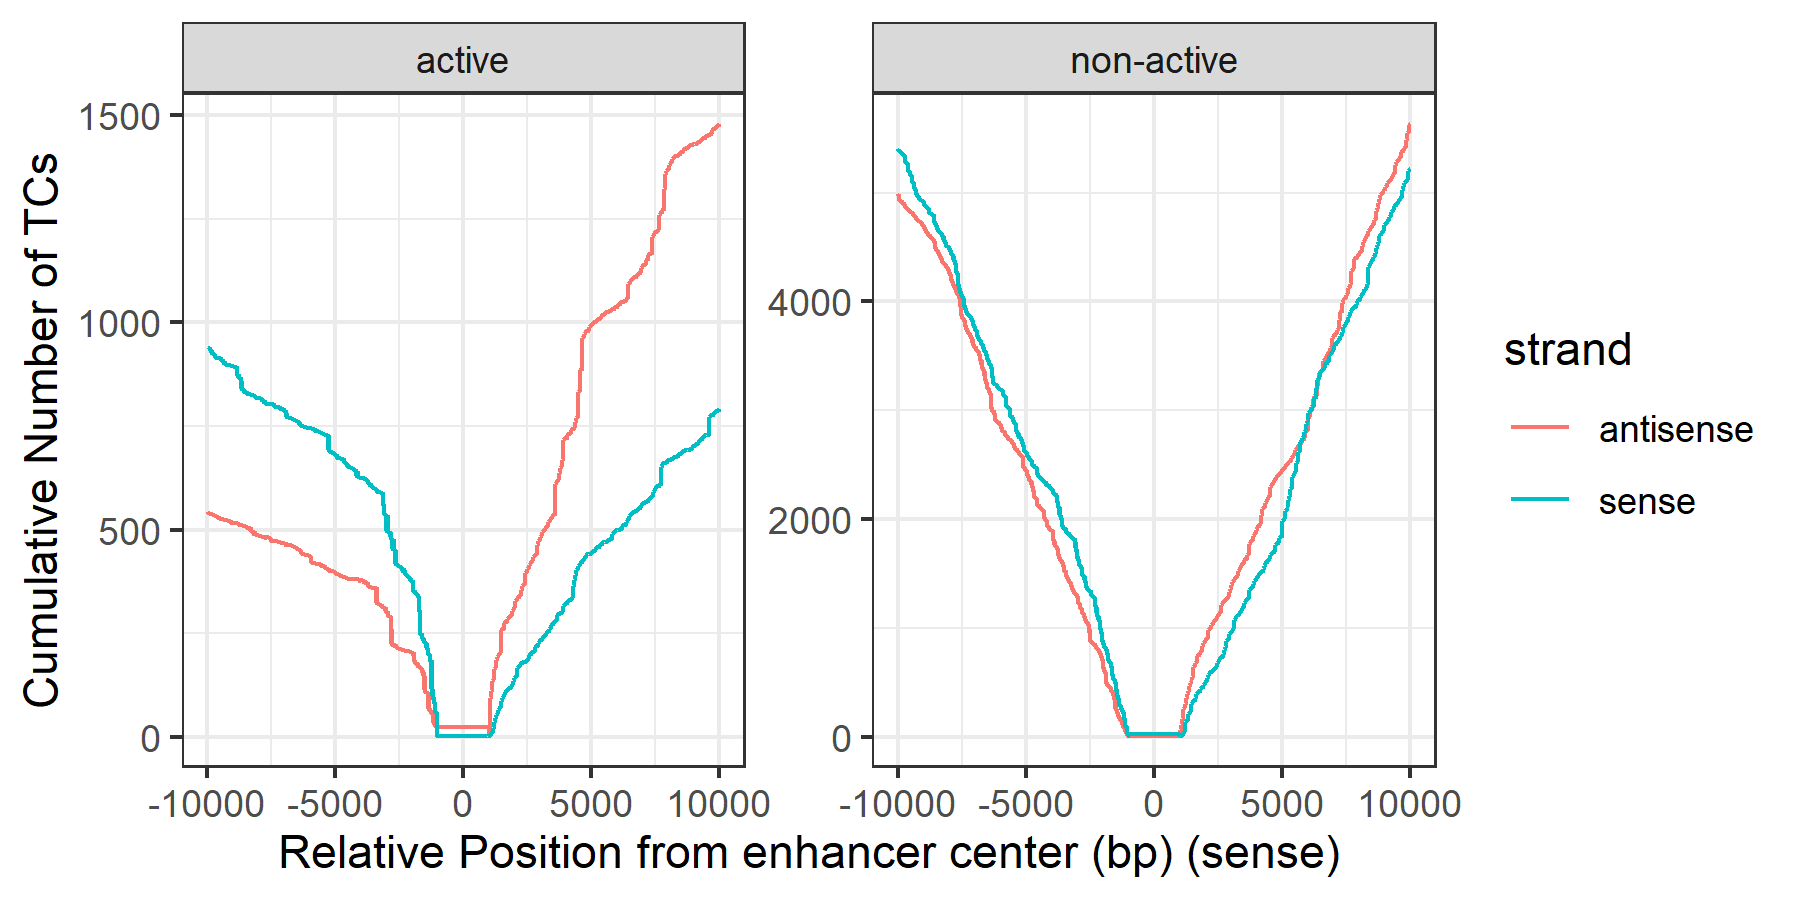 active
non-active
Cumulative Number of TCs
1500
1000
500
0
4000
2000
0
-10000 -5000 0 5000 10000
-10000 -5000 0 5000 10000
Relative Position from enhancer center (bp) (sense)
strand
antisense
sense